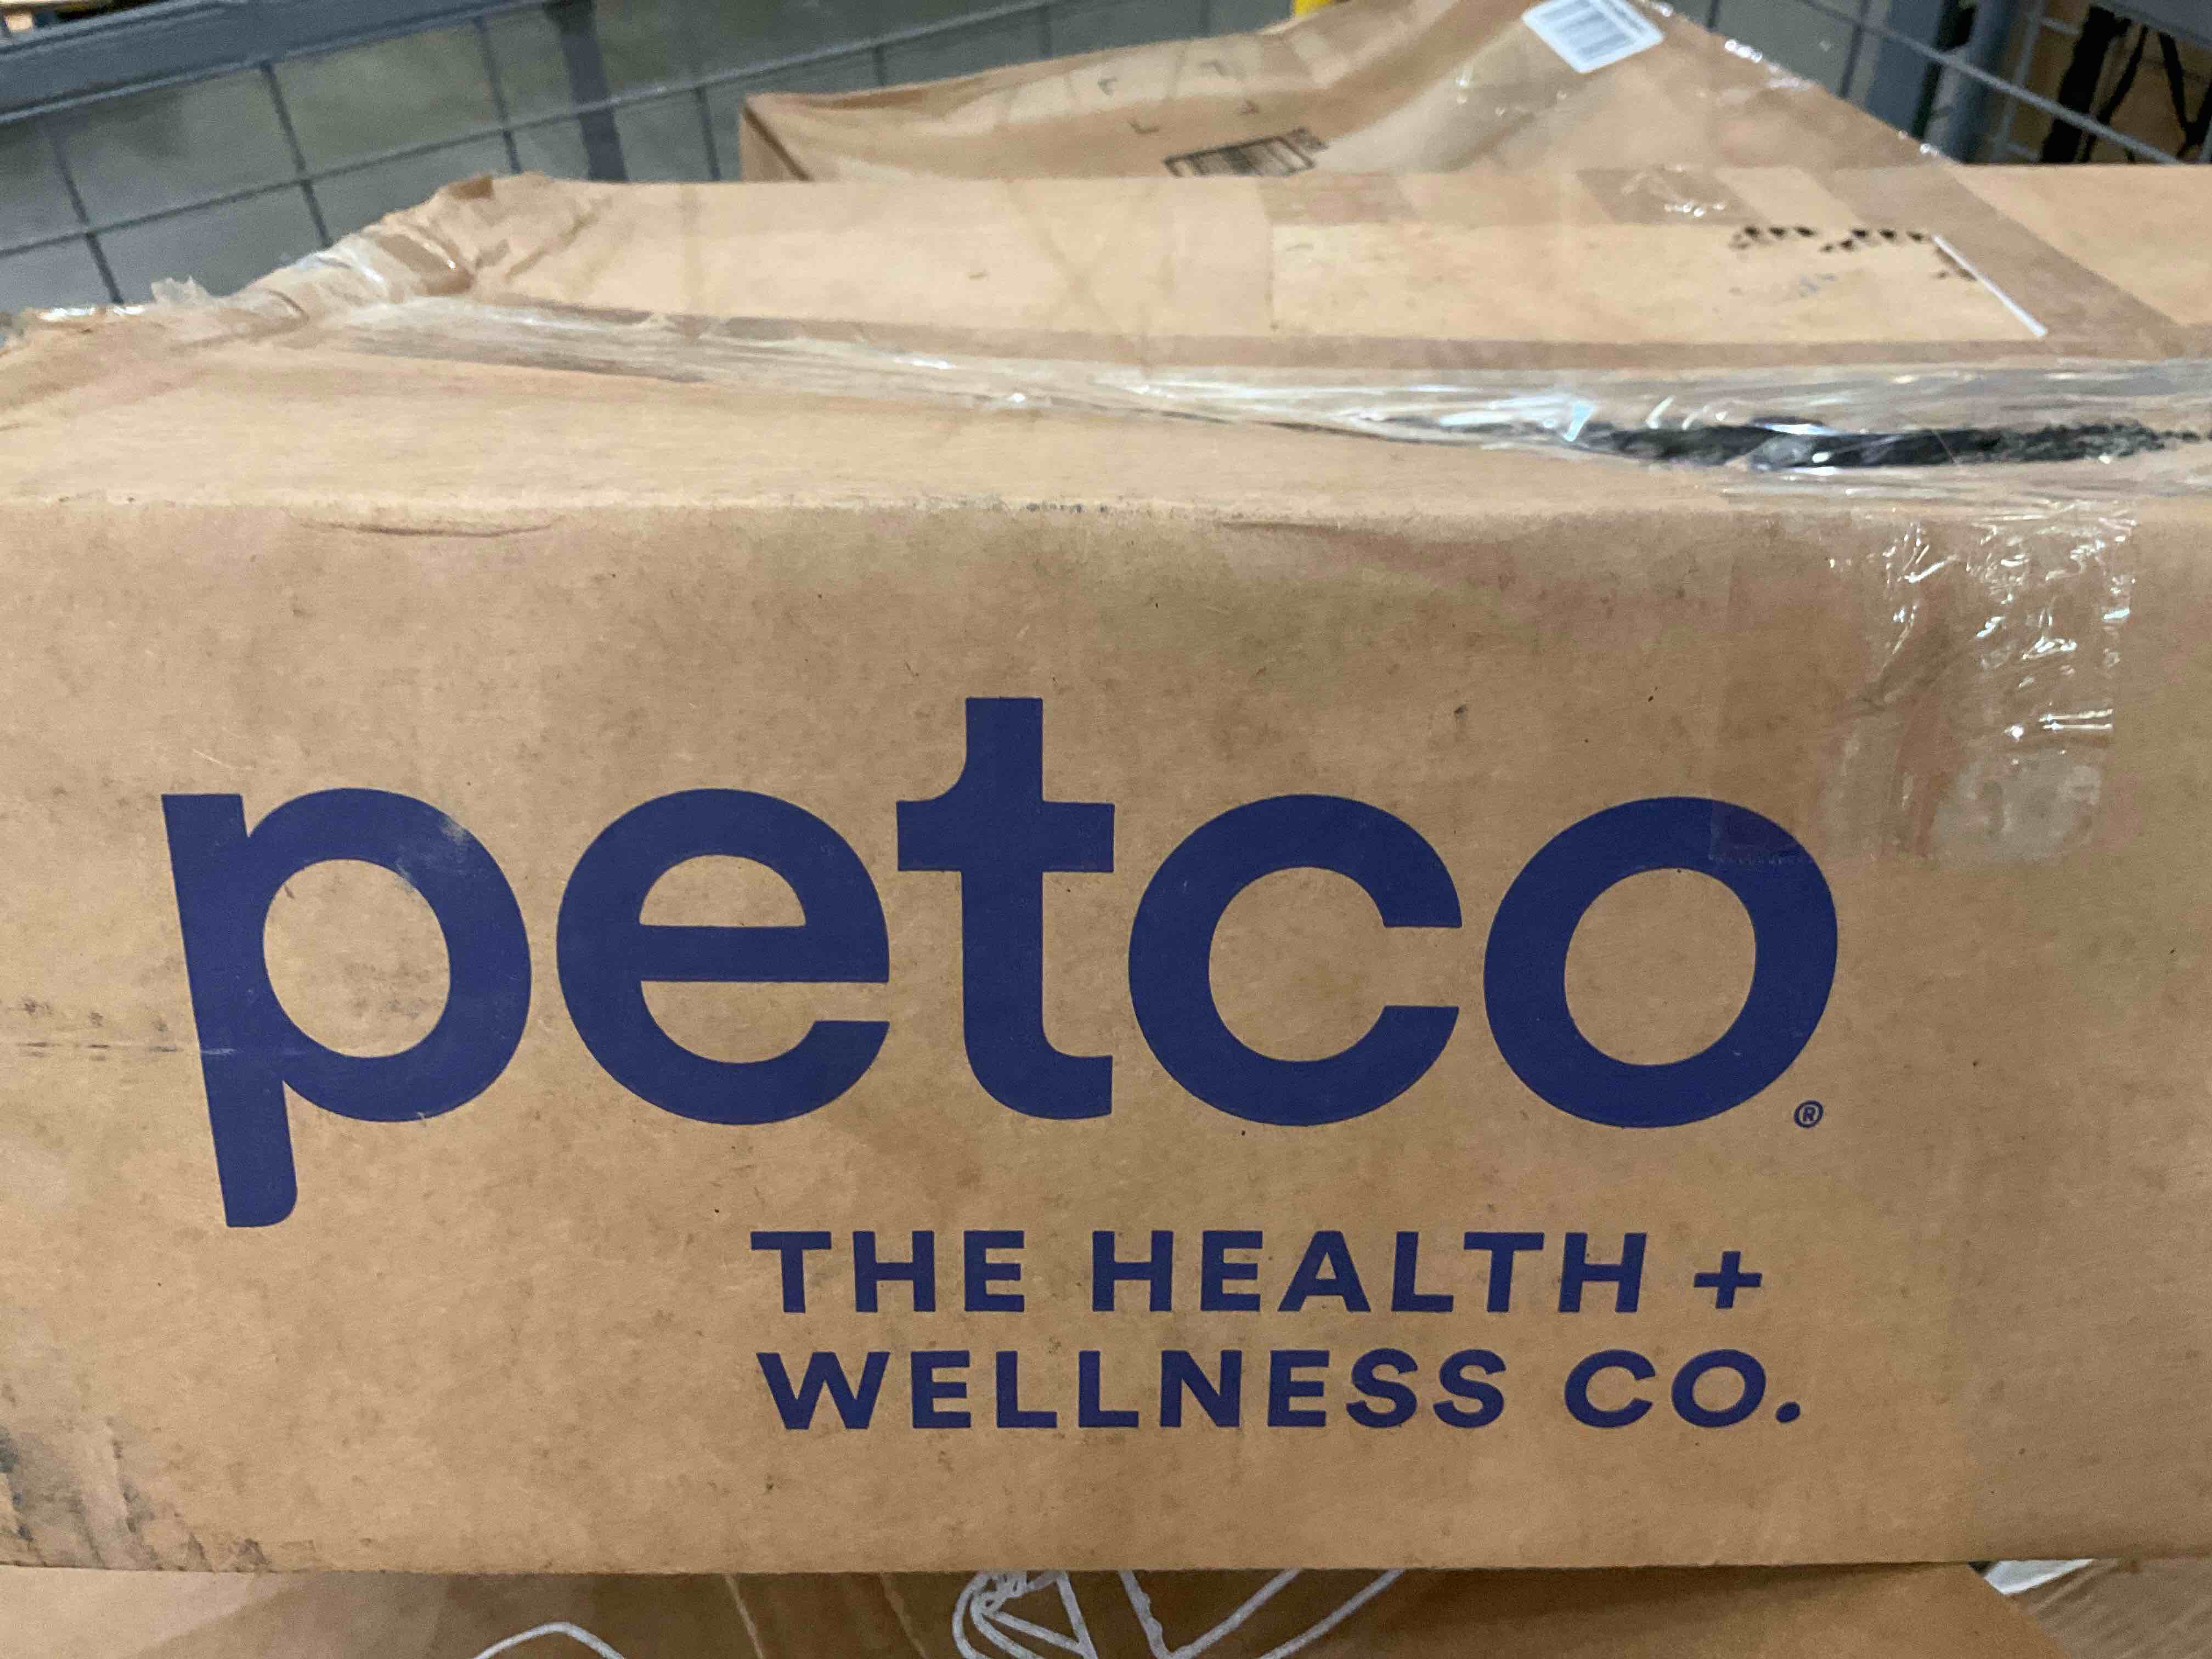 petco®
THE HEALTH +
WELLNESS CO.